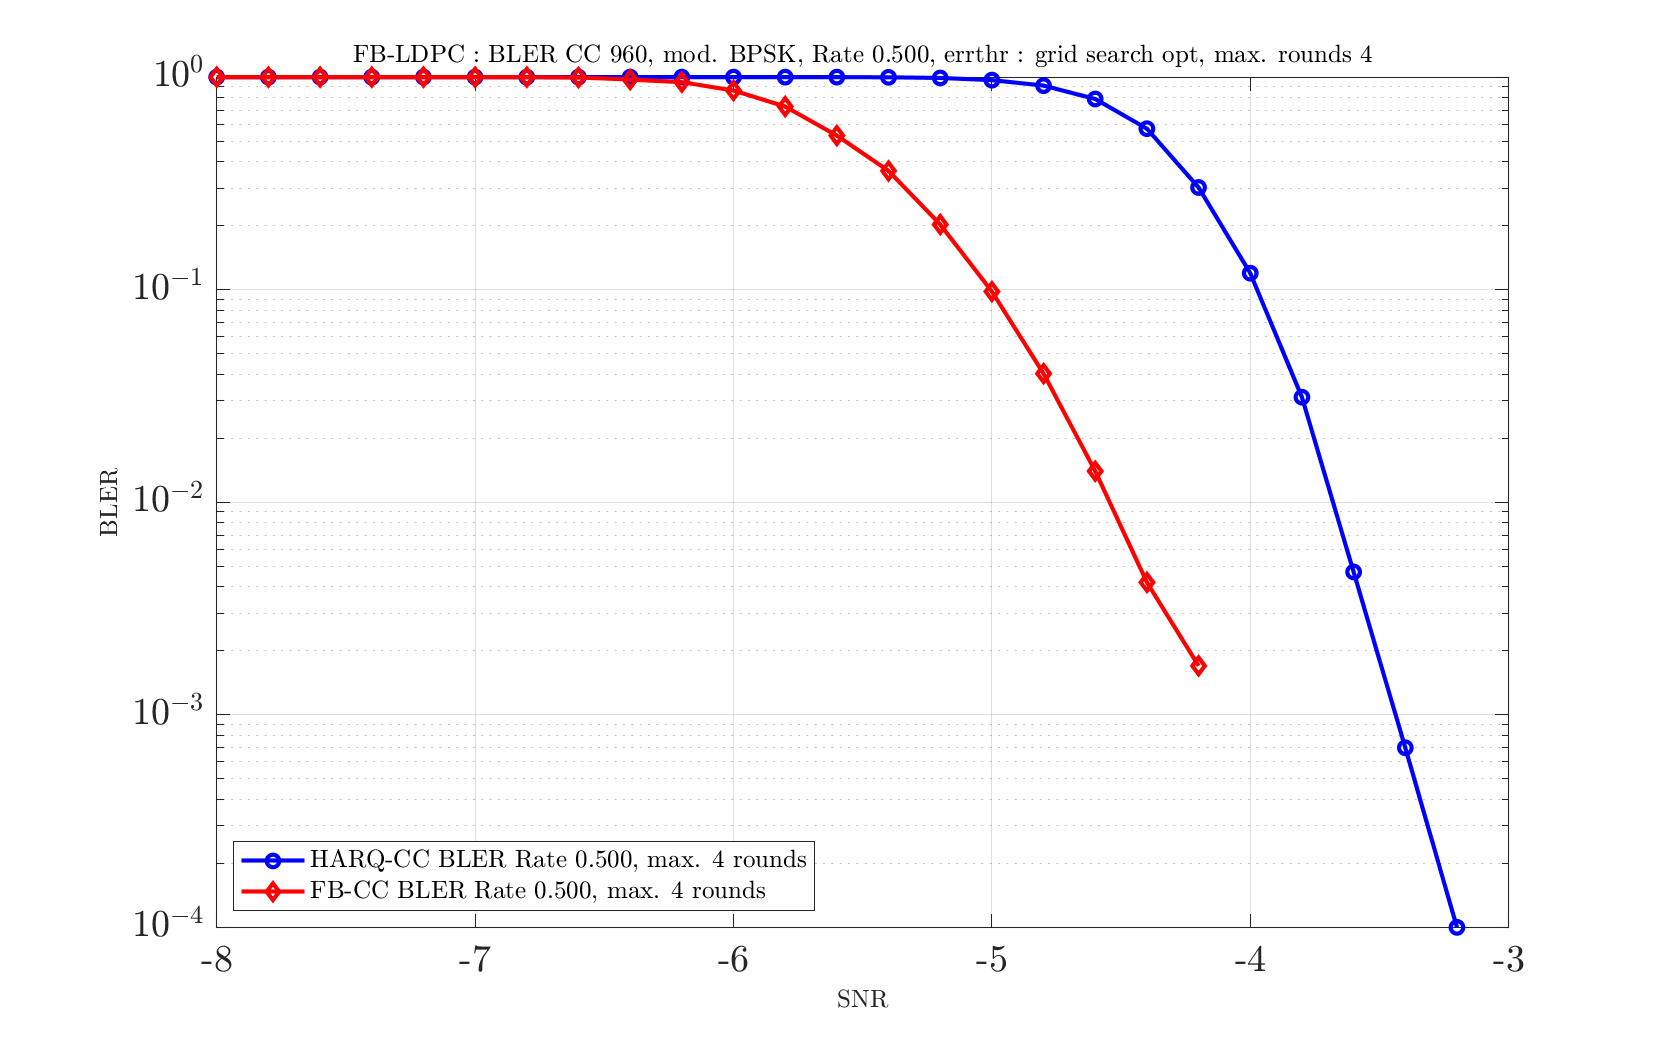 FB-LDPC : BLER CC 960, mod. BPSK, Rate 0.500, errthr : grid search opt, max. rounds 4
10^0
10^-1
10^-2
10^-3
10^-4
BLER
HARQ-CC BLER Rate 0.500, max. 4 rounds
FB-CC BLER Rate 0.500, max. 4 rounds
-8 -7 -6 -5 -4 -3
SNR